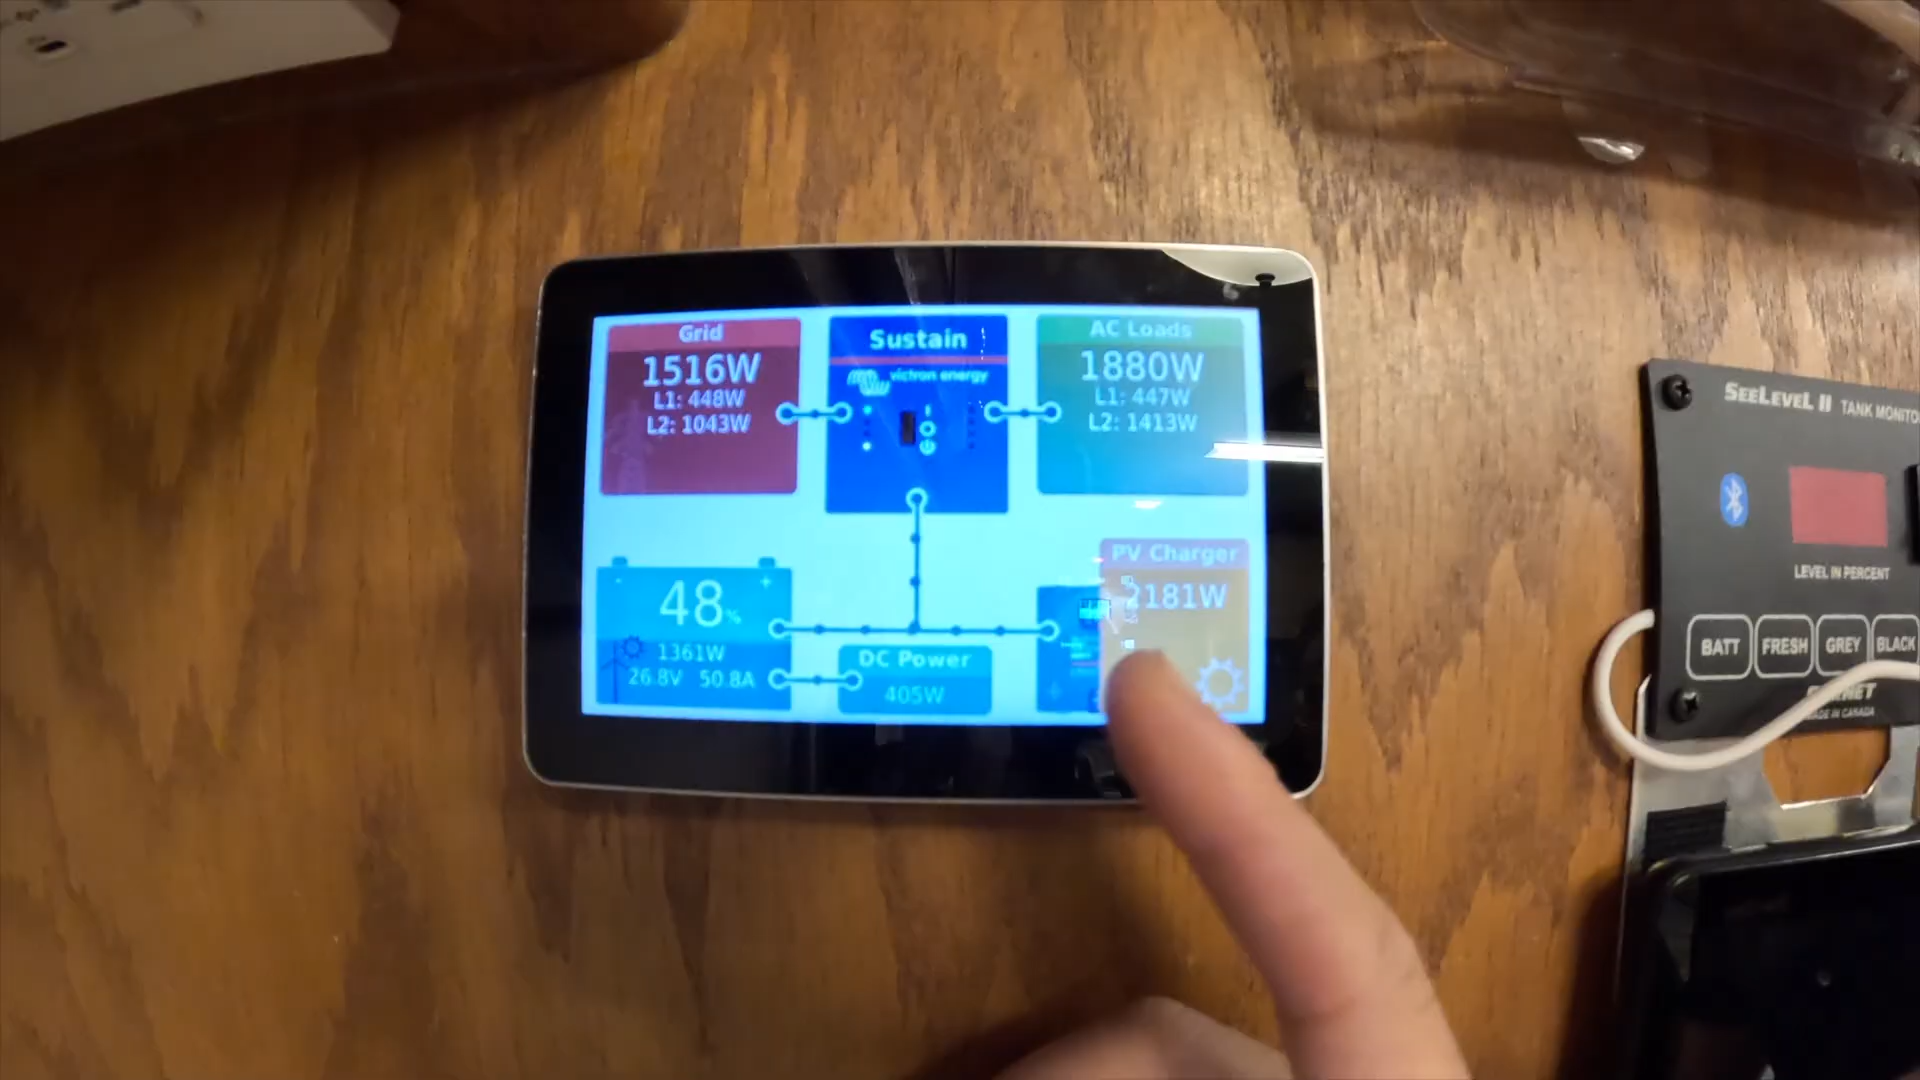 Grid
1516W
L1: 448W
L2: 1043W
Sustain
victron energy
AC Loads
1880W
L1: 447W
L2: 1413W
48%
1361W
26.8V 50.8A
DC Power
405W
PV Charger
2181W
SEELEVEL II TANK MONITO
LEVEL IN PERCENT
BATT
FRESH
GREY
BLACK
MADE IN CANADA